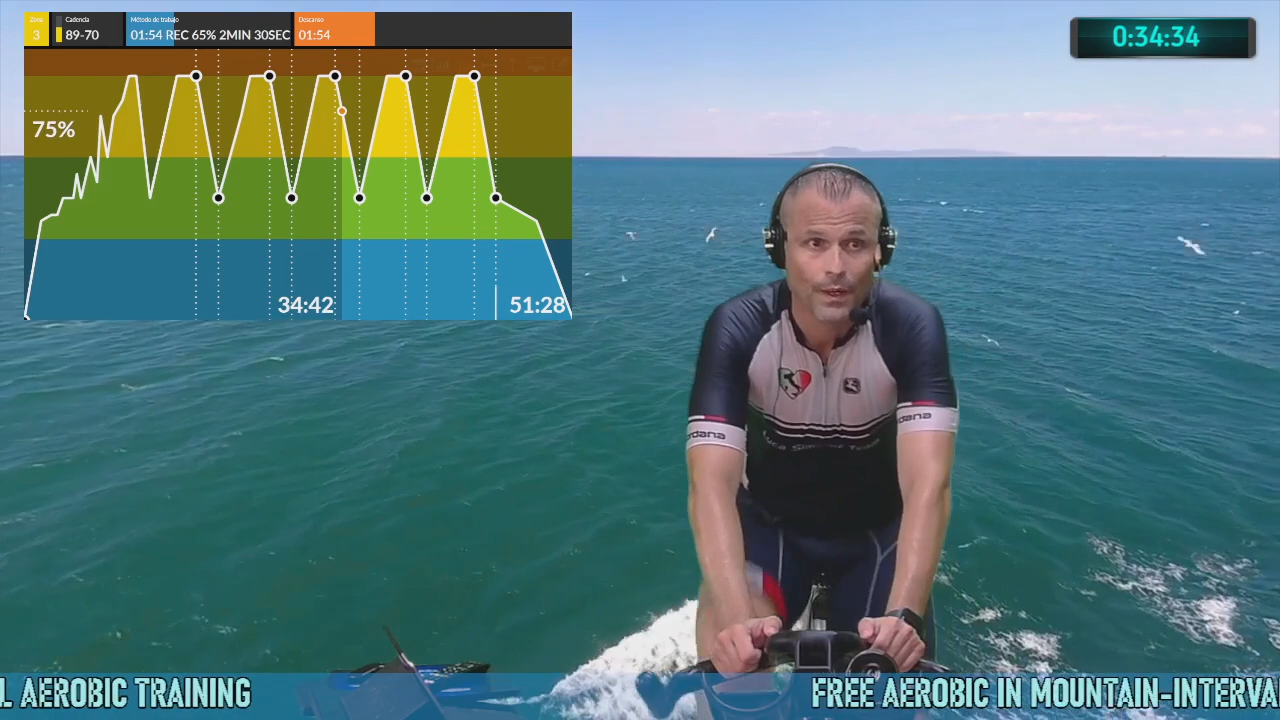 Zona
3
Cadencia
89-70
Método de trabajo
01:54 REC 65% 2MIN 30SEC
Descanso
01:54
0:34:34
75%
34:42
51:28
L AEROBIC TRAINING
FREE AEROBIC IN MOUNTAIN-INTERVA